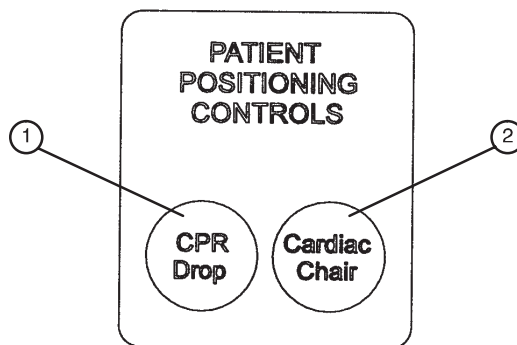 PATIENT
POSITIONING
CONTROLS
1
2
CPR
Drop
Cardiac
Chair